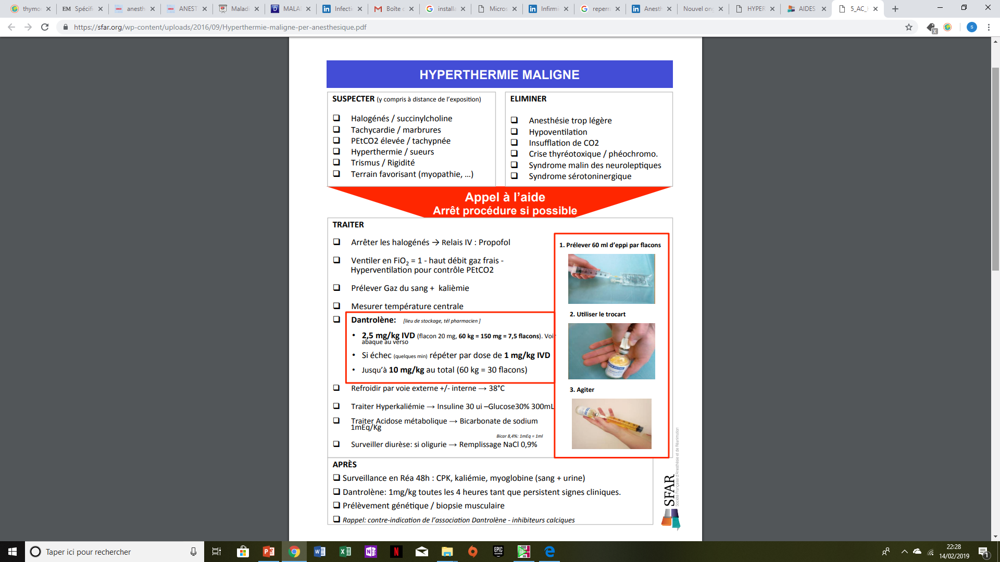 thymo
EM Spécifi
anesth
ANEST
Maladi
MALA
Infecti
Boîte
installa
Micros
Infirmi
reperra
Anesth
Nouvel on
HYPER
AIDES
5_AC_
https://sfar.org/wp-content/uploads/2016/09/Hyperthermie-maligne-per-anesthesique.pdf
S
HYPERTHERMIE MALIGNE
SUSPECTER (y compris à distance de l'exposition)
Halogénés / succinylcholine
Tachycardie / marbrures
PEtCO2 élevée / tachypnée
Hyperthermie / sueurs
Trismus / Rigidité
Terrain favorisant (myopathie, ...)
ELIMINER
Anesthésie trop légère
Hypoventilation
Insufflation de CO2
Crise thyréotoxique / phéochromo.
Syndrome malin des neuroleptiques
Syndrome sérotoninergique
Appel à l'aide
Arrêt procédure si possible
TRAITER
Arrêter les halogénés → Relais IV : Propofol
Ventiler en FiO2 = 1 - haut débit gaz frais -
Hyperventilation pour contrôle PEtCO2
Prélever Gaz du sang + kalièmie
Mesurer température centrale
Dantrolène: [lieu de stockage, tél pharmacien ]
• 2,5 mg/kg IVD (flacon 20 mg, 60 kg = 150 mg = 7,5 flacons). Voir
abaque au verso
• Si échec (quelques min) répéter par dose de 1 mg/kg IVD
• Jusqu'à 10 mg/kg au total (60 kg = 30 flacons)
Refroidir par voie externe +/- interne → 38°C
Traiter Hyperkaliémie → Insuline 30 ui –Glucose30% 300mL
Traiter Acidose métabolique → Bicarbonate de sodium
1mEq/Kg
Bicar 8,4%: 1mEq = 1ml
Surveiller diurèse: si oligurie → Remplissage NaCl 0,9%
1. Prélever 60 ml d'eppi par flacons
2. Utiliser le trocart
3. Agiter
APRÈS
Surveillance en Réa 48h : CPK, kaliémie, myoglobine (sang + urine)
Dantrolène: 1mg/kg toutes les 4 heures tant que persistent signes cliniques.
Prélèvement génétique / biopsie musculaire
Rappel: contre-indication de l'association Dantrolène - inhibiteurs calciques
SFAR
Société Française d'Anesthésie et de Réanimation
Taper ici pour rechercher
EPIC GAMES
22:28
14/02/2019
1